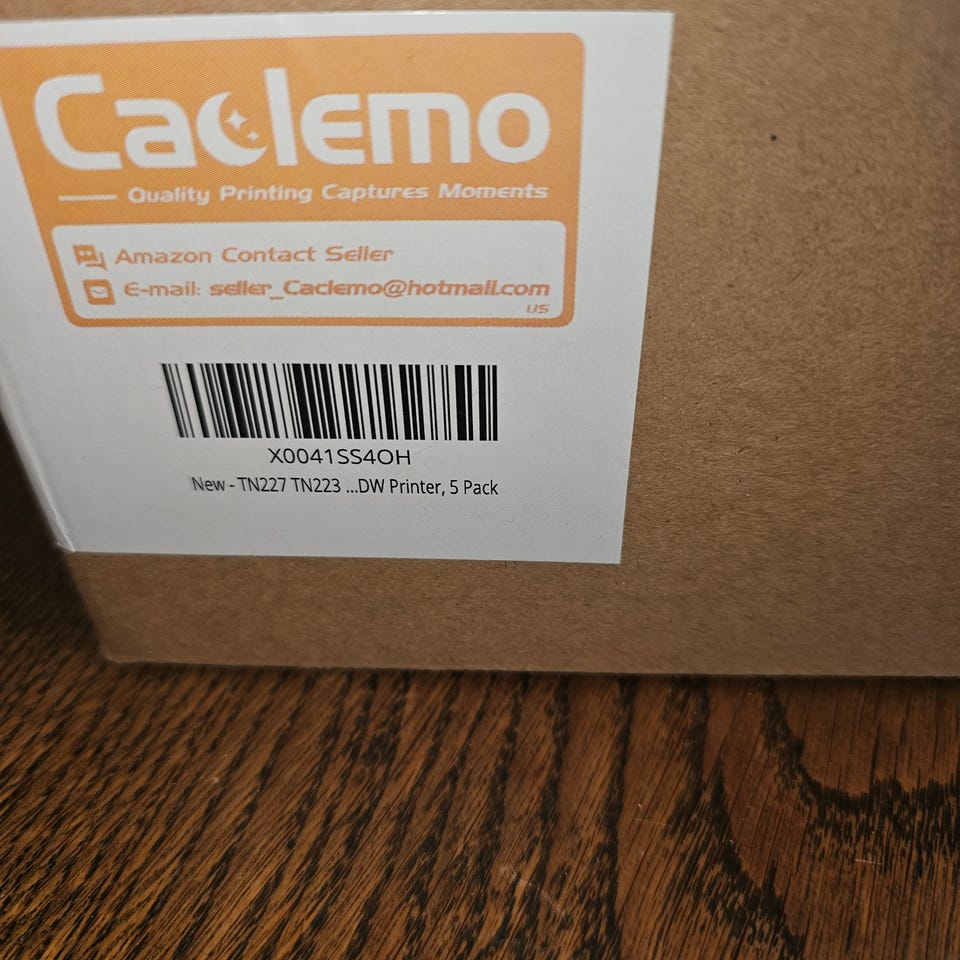 Caclemo
Quality Printing Captures Moments
Amazon Contact Seller
E-mail: seller_Caclemo@hotmail.com
US
X0041SS4OH
New - TN227 TN223 ...DW Printer, 5 Pack